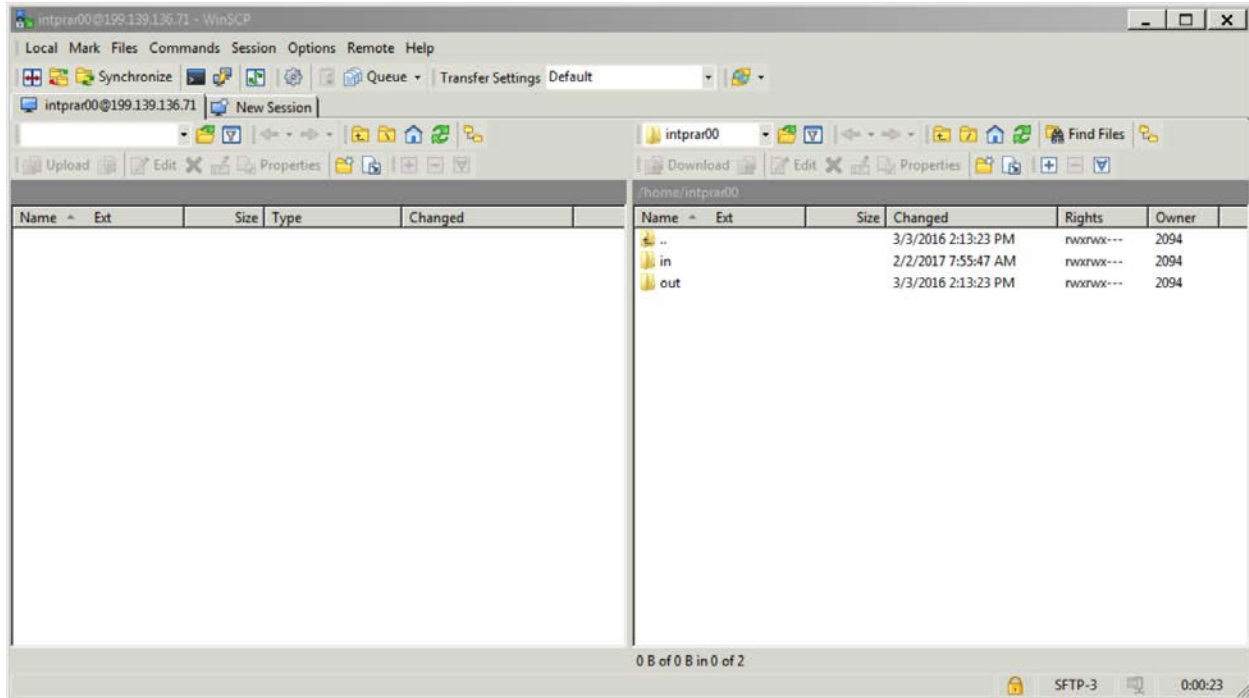 intprar00@199.139.136.71 - WinSCP
Local Mark Files Commands Session Options Remote Help
Synchronize Queue Transfer Settings Default
intprar00@199.139.136.71 New Session
intprar00 Find Files
Upload Edit Properties Download Edit Properties
/home/intprar00
Name Ext Size Type Changed Name Ext Size Changed Rights Owner
.. 3/3/2016 2:13:23 PM rwxrwx--- 2094
in 2/2/2017 7:55:47 AM rwxrwx--- 2094
out 3/3/2016 2:13:23 PM rwxrwx--- 2094
0 B of 0 B in 0 of 2
SFTP-3 0:00:23